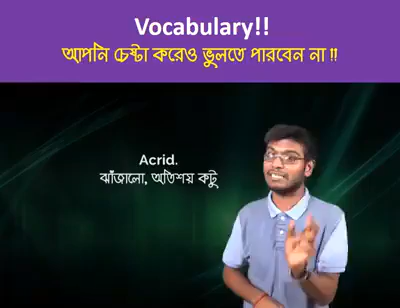 Vocabulary!!
আপনি চেষ্টা করেও ভুলতে পারবেন না !!
Acrid.
ঝাঁজালো, অতিশয় কটু